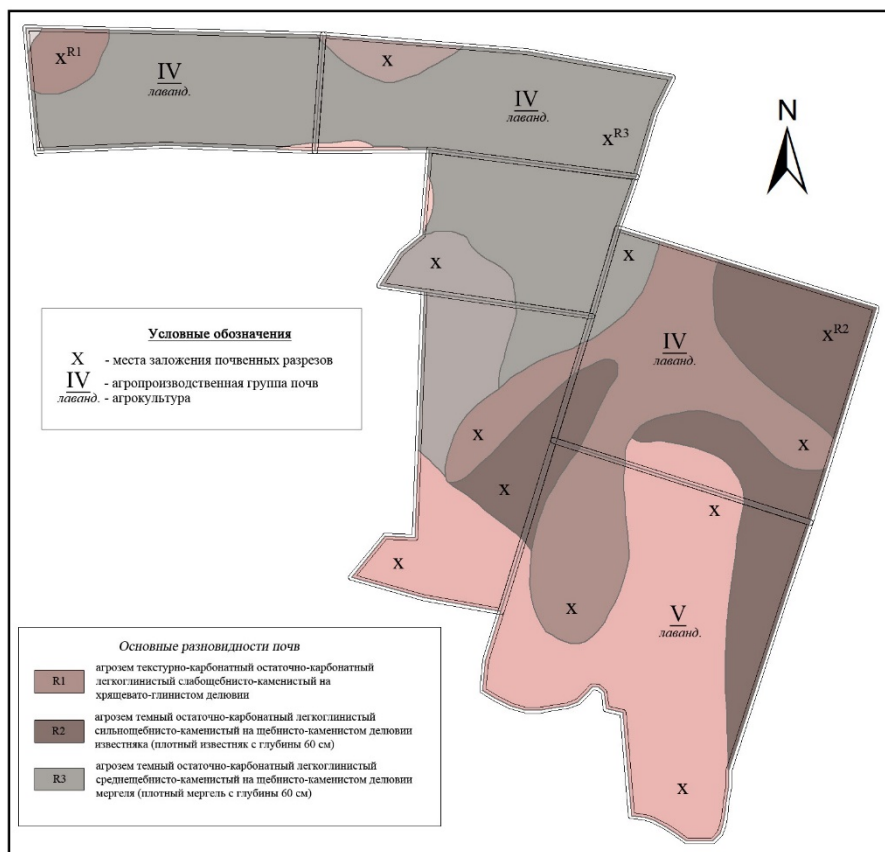 N
x R1
IV
лаванд.
x
IV
лаванд.
x R3
x
x
x R2
IV
лаванд.
x
x
x
x
x
x
V
лаванд.
x
Условные обозначения
X - места заложения почвенных разрезов
IV - агропроизводственная группа почв
лаванд. - агрокультура
Основные разновидности почв
R1
агрозем текстурно-карбонатный остаточно-карбонатный
легкоглинистый слабощебнисто-каменистый на
хрящевато-глинистом делювии
R2
агрозем темный остаточно-карбонатный легкоглинистый
сильнощебнисто-каменистый на щебнисто-каменистом делювии
известняка (плотный известняк с глубины 60 см)
R3
агрозем темный остаточно-карбонатный легкоглинистый
среднещебнисто-каменистый на щебнисто-каменистом делювии
мергеля (плотный мергель с глубины 60 см)